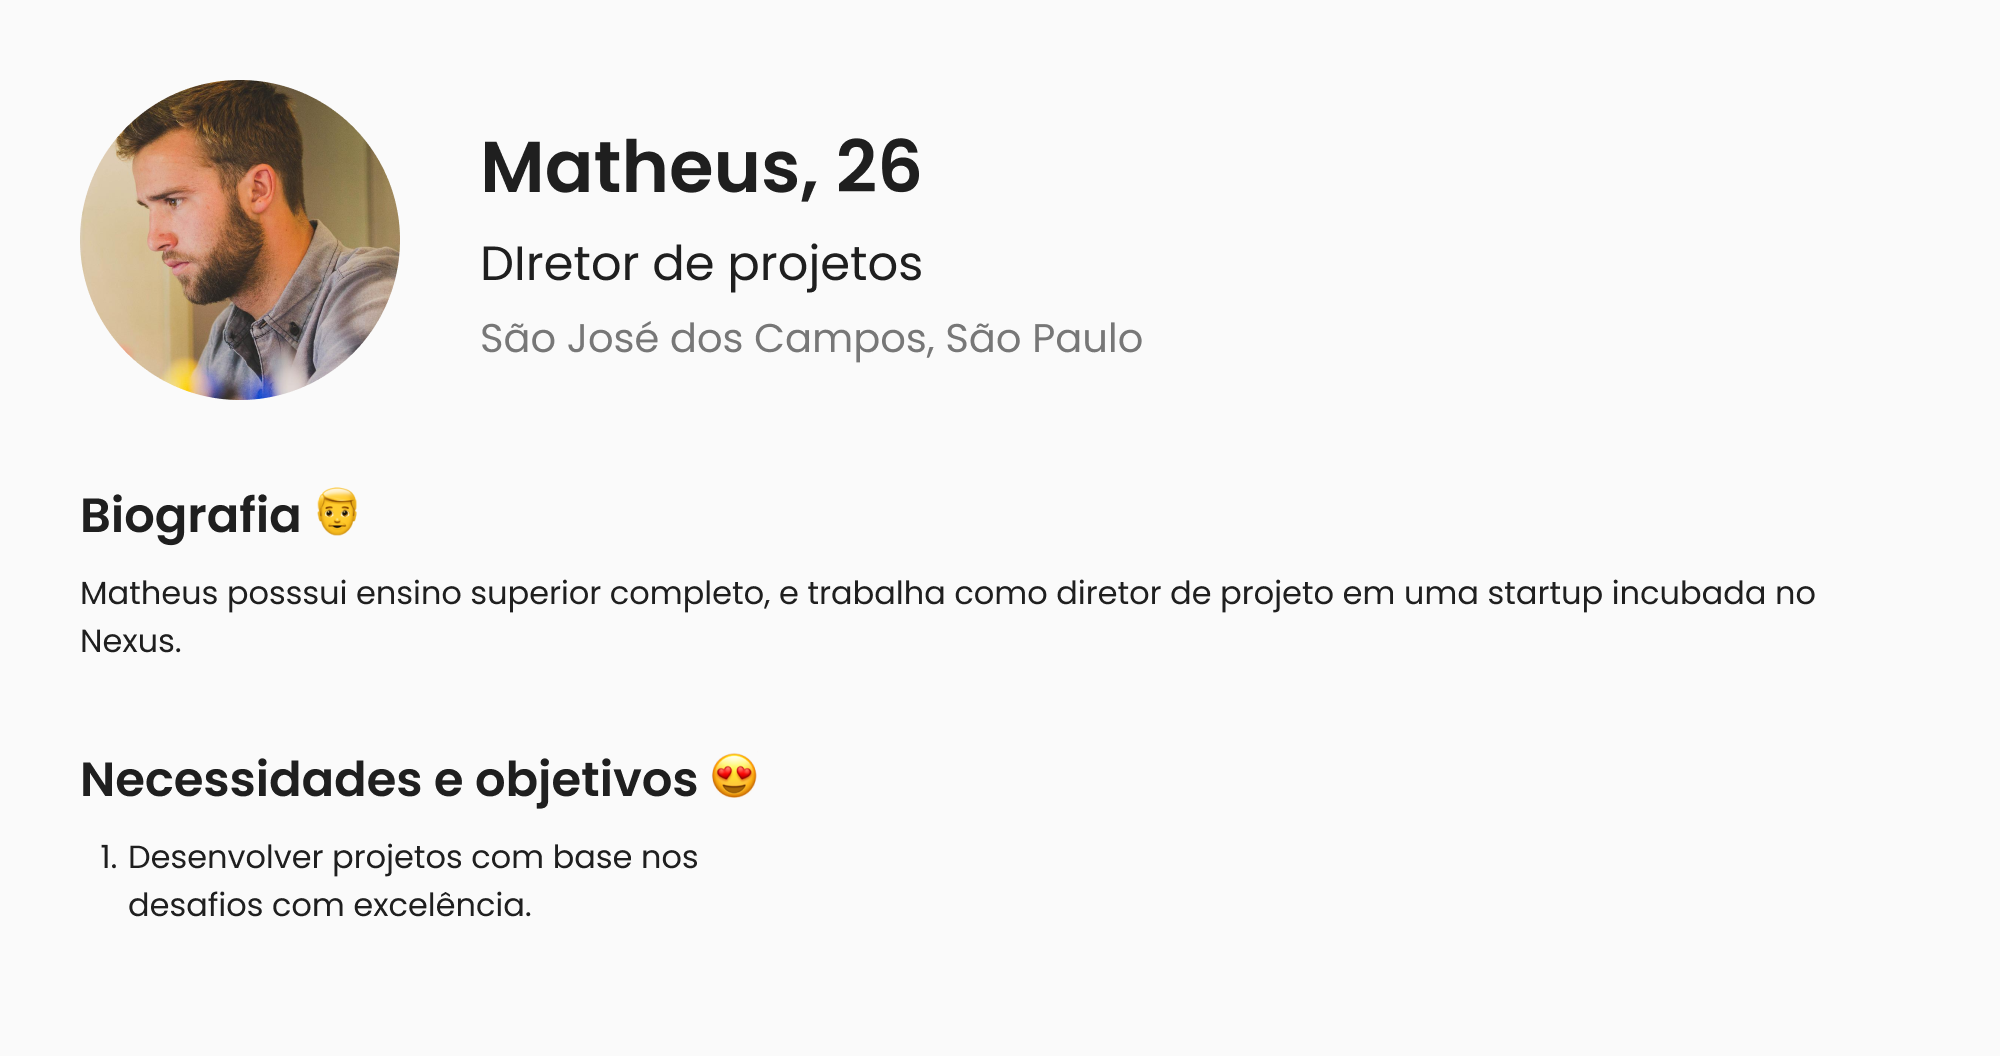 Matheus, 26
DIretor de projetos
São José dos Campos, São Paulo
Biografia 👨
Matheus posssui ensino superior completo, e trabalha como diretor de projeto em uma startup incubada no
Nexus.
Necessidades e objetivos 😍
1. Desenvolver projetos com base nos
desafios com excelência.